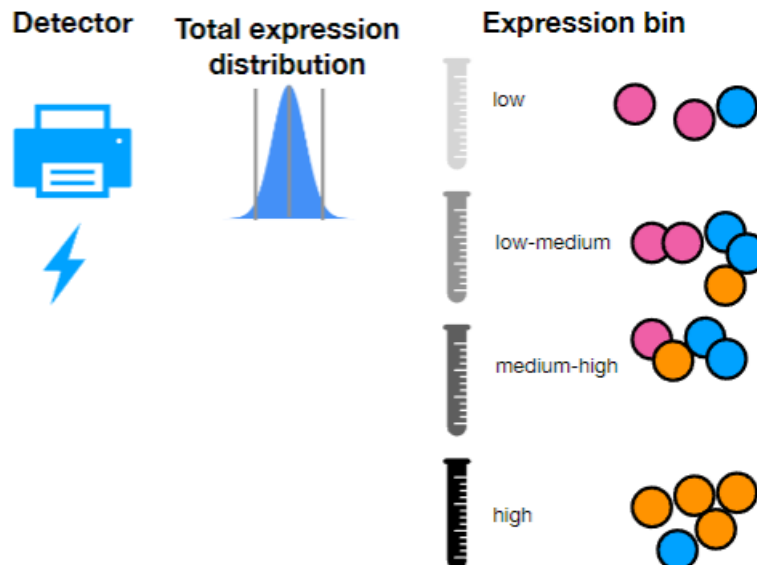 Detector
Total expression
distribution
Expression bin
low
low-medium
medium-high
high